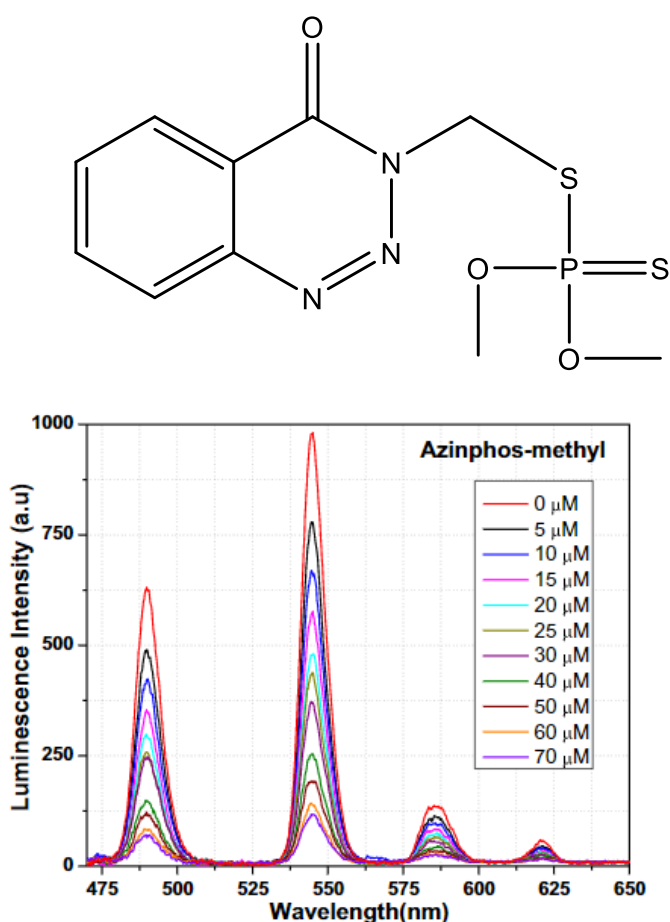 O
N
S
N
N
O
P
S
O
1000
750
500
250
0
Luminescence Intensity (a.u)
Azinphos-methyl
0 μM
5 μM
10 μM
15 μM
20 μM
25 μM
30 μM
40 μM
50 μM
60 μM
70 μM
475 500 525 550 575 600 625 650
Wavelength(nm)